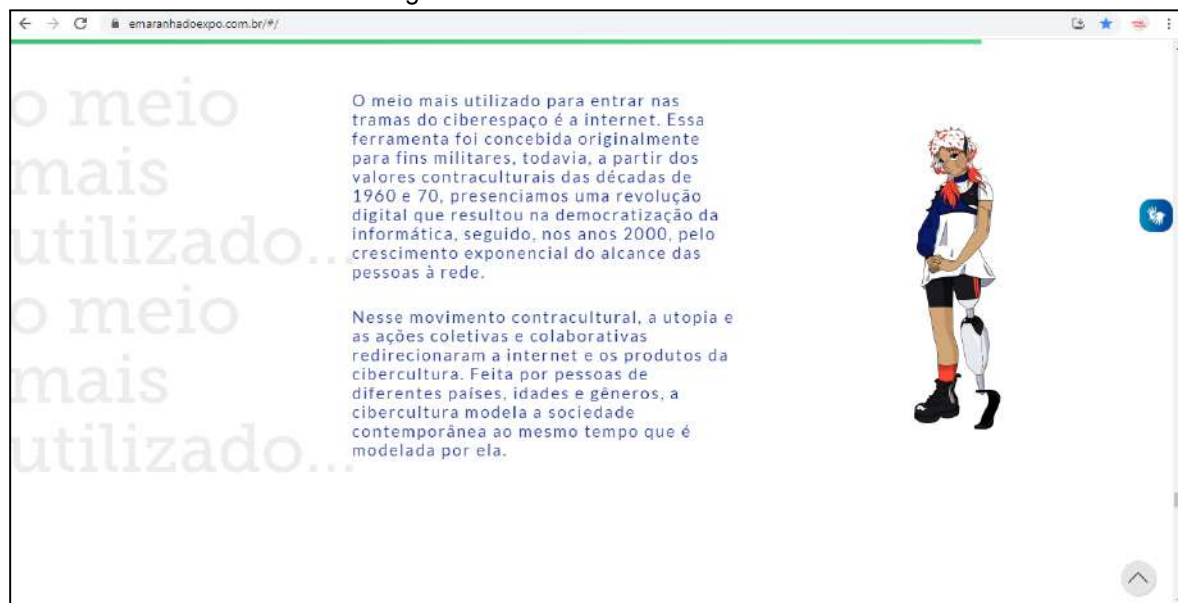 emaranhadoexpo.com.br/#/
o meio
mais
utilizado...
o meio
mais
utilizado...
O meio mais utilizado para entrar nas
tramas do ciberespaço é a internet. Essa
ferramenta foi concebida originalmente
para fins militares, todavia, a partir dos
valores contraculturais das décadas de
1960 e 70, presenciamos uma revolução
digital que resultou na democratização da
informática, seguido, nos anos 2000, pelo
crescimento exponencial do alcance das
pessoas à rede.
Nesse movimento contracultural, a utopia e
as ações coletivas e colaborativas
redirecionaram a internet e os produtos da
cibercultura. Feita por pessoas de
diferentes países, idades e gêneros, a
cibercultura modela a sociedade
contemporânea ao mesmo tempo que é
modelada por ela.